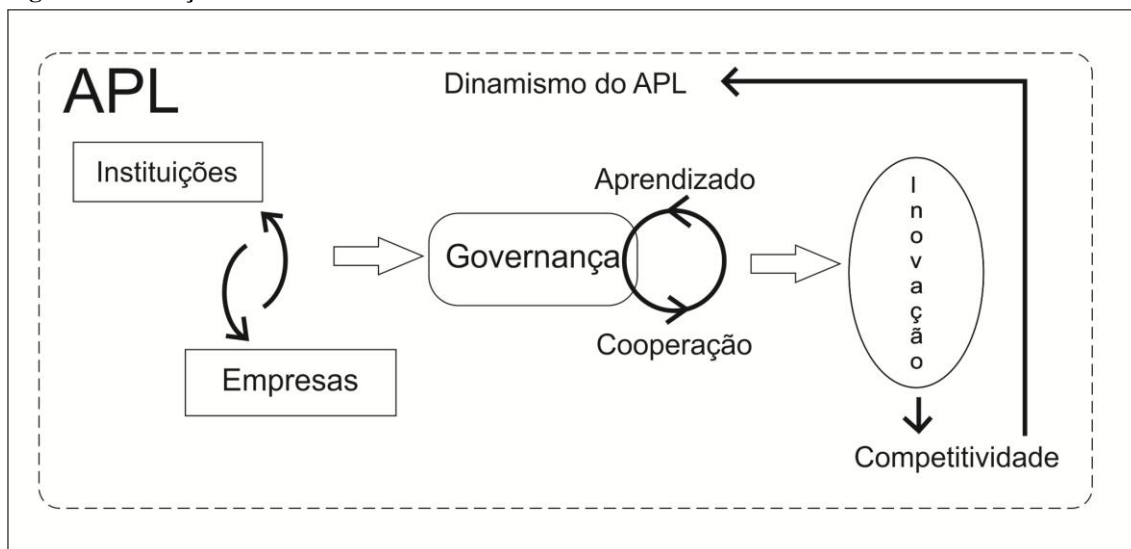 APL
Dinamismo do APL
Instituições
Aprendizado
Governança
Cooperação
Empresas
Inovação
Competitividade